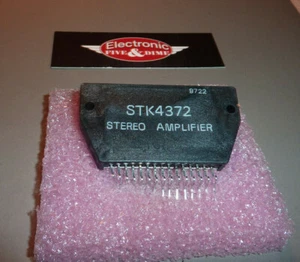 Electronic
FIVE & DIME
8722
STK4372
STEREO AMPLIFIER